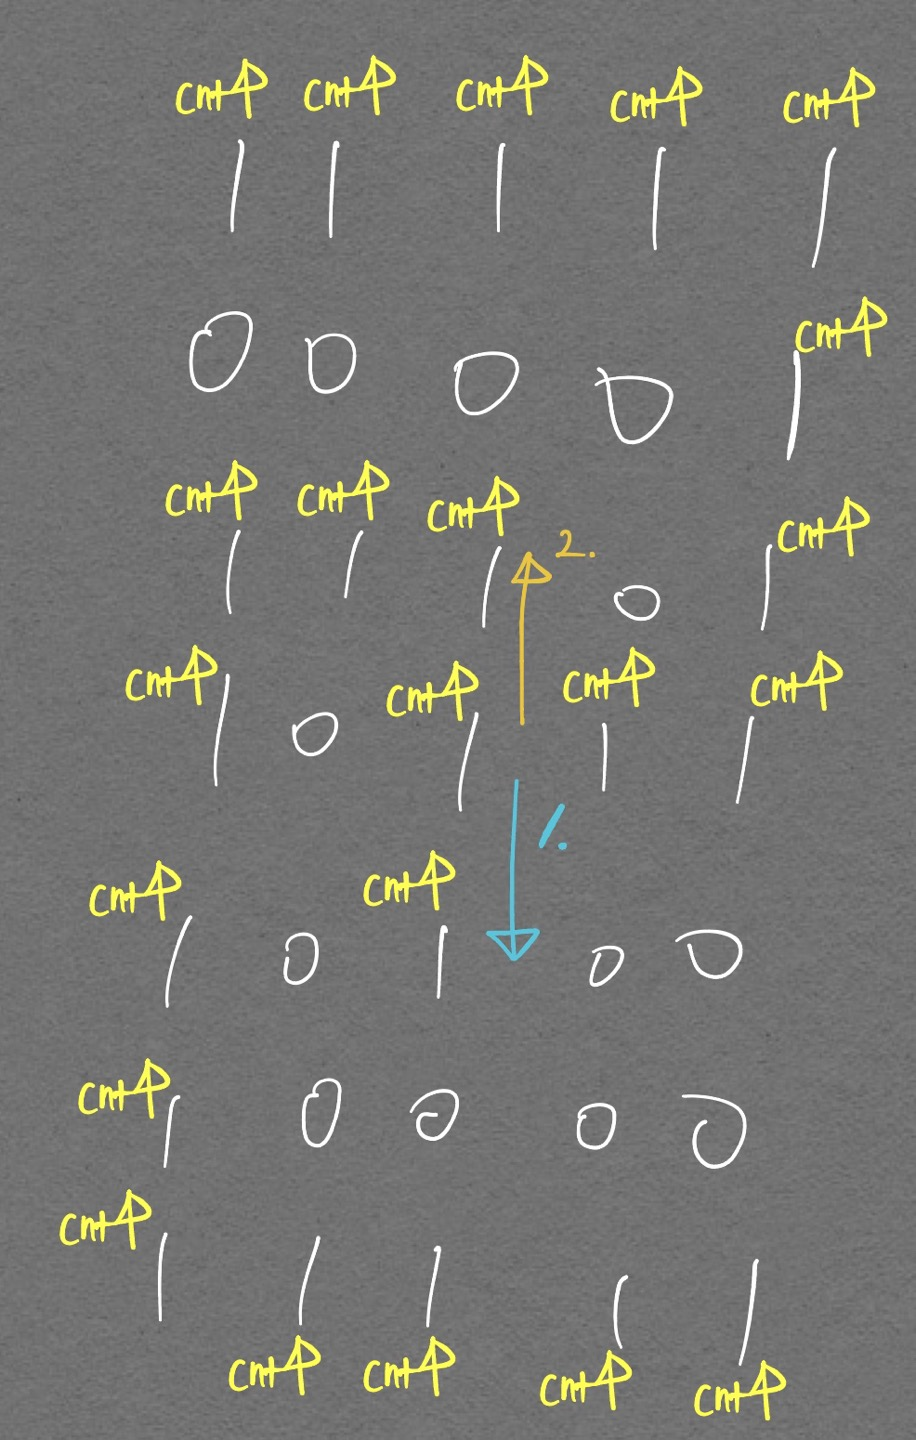 cnt↑ cnt↑ cnt↑ cnt↑ cnt↑
1 1 1 1 1
cnt↑
0 0 0 0 1
cnt↑ cnt↑ cnt↑ cnt↑
2.
1 1 1 0 1
cnt↑ cnt↑ cnt↑ cnt↑
1 0 1 1 1
1.
cnt↑ cnt↑
1 0 1 0 0
cnt↑
1 0 0 0 0
cnt↑
1 1 1 1 1
cnt↑ cnt↑ cnt↑ cnt↑